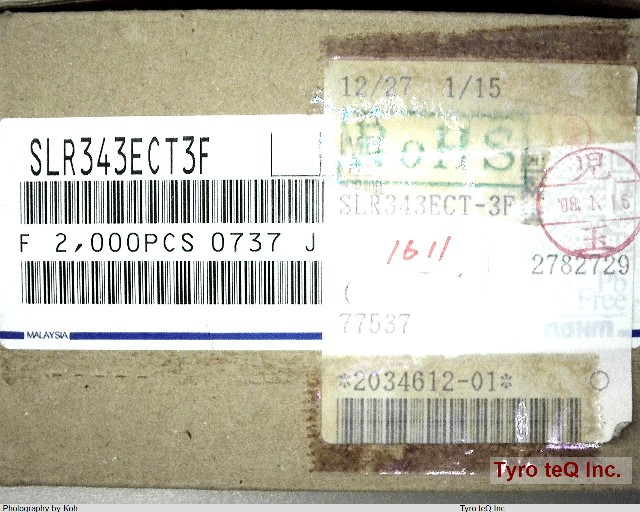 12/27 1/15
RoHS
SLR343ECT3F
SLR343ECT-3F
児
'08.1.16
玉
1611
F 2,000PCS 0737 J
2782729
(
Pb
Free
77537
ROHM
MALAYSIA
*2034612-01*
Tyro teQ Inc.
Photography by Koh
Tyro teQ Inc